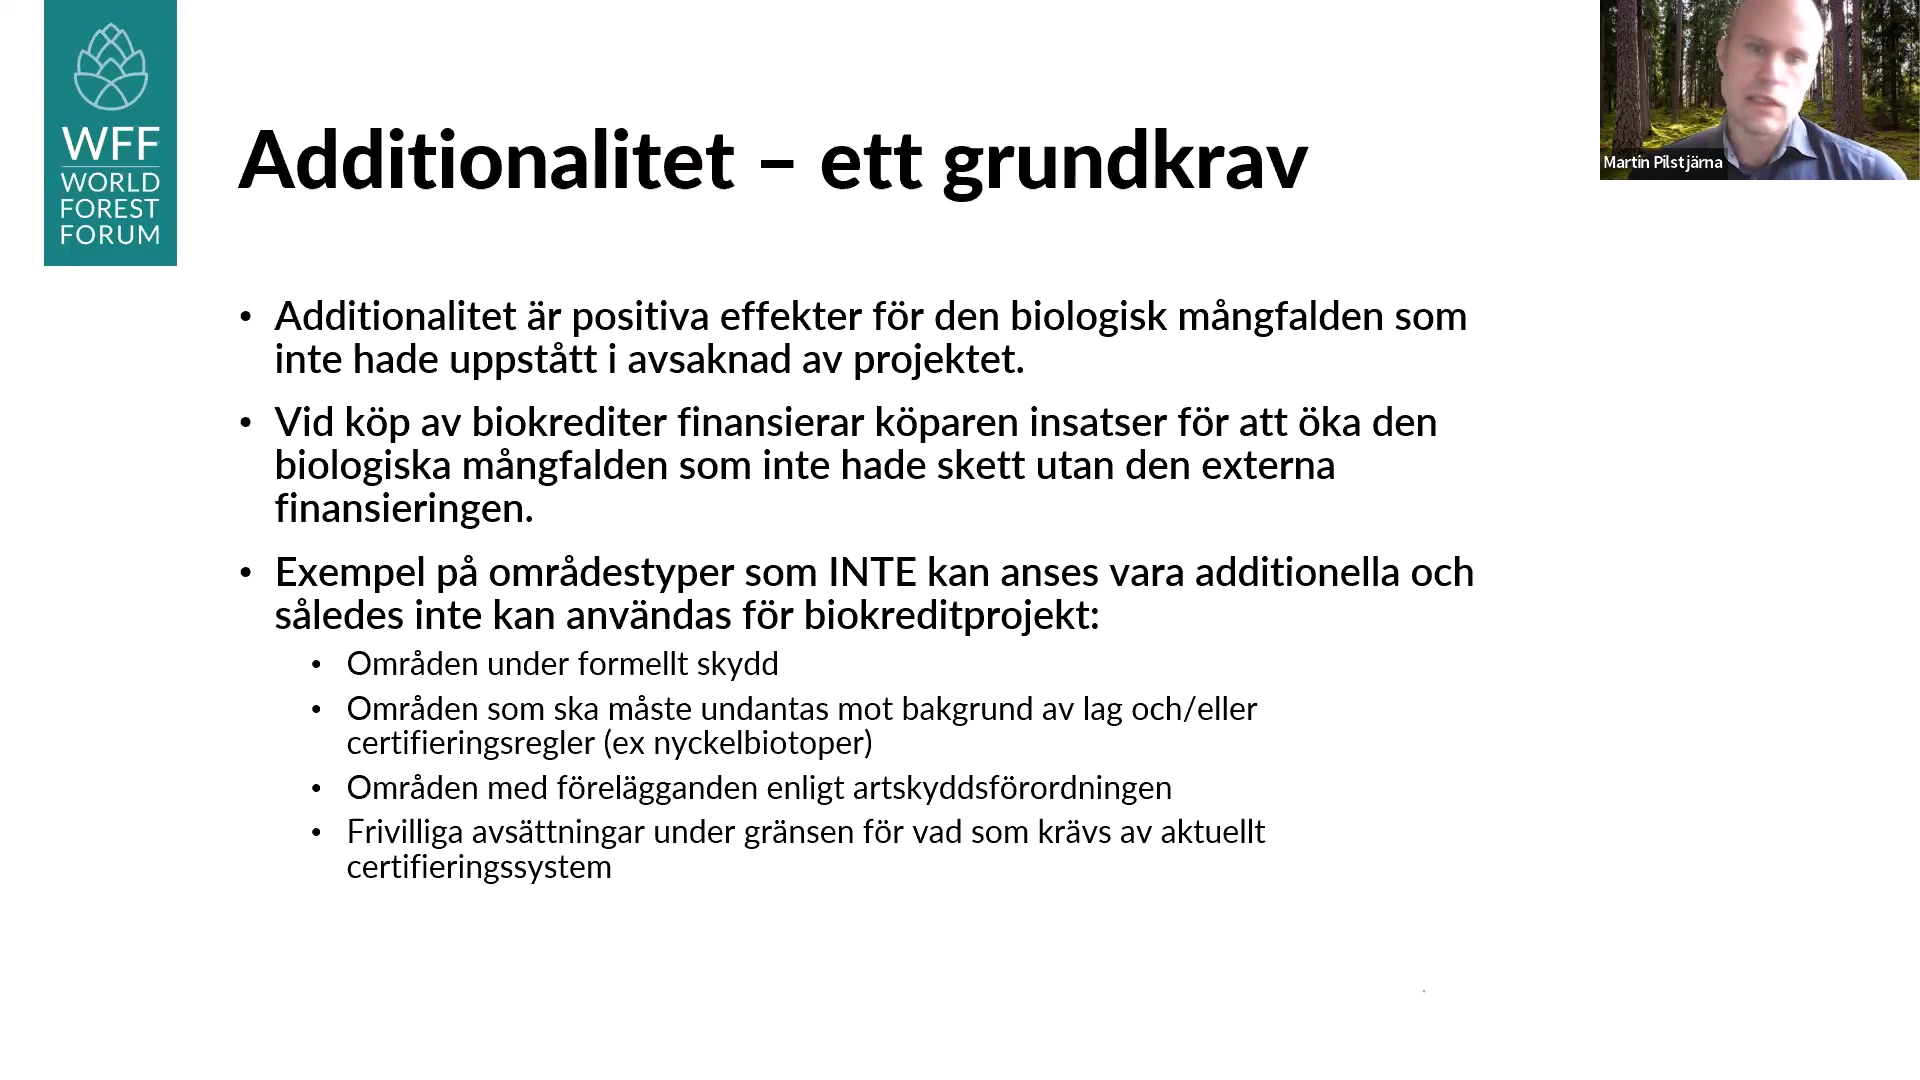 WFF
WORLD
FOREST
FORUM
Additionalitet – ett grundkrav
Martin Pilstjärna
• Additionalitet är positiva effekter för den biologisk mångfalden som
inte hade uppstått i avsaknad av projektet.
• Vid köp av biokrediter finansierar köparen insatser för att öka den
biologiska mångfalden som inte hade skett utan den externa
finansieringen.
• Exempel på områdestyper som INTE kan anses vara additionella och
således inte kan användas för biokreditprojekt:
• Områden under formellt skydd
• Områden som ska måste undantas mot bakgrund av lag och/eller
certifieringsregler (ex nyckelbiotoper)
• Områden med förelägganden enligt artskyddsförordningen
• Frivilliga avsättningar under gränsen för vad som krävs av aktuellt
certifieringssystem